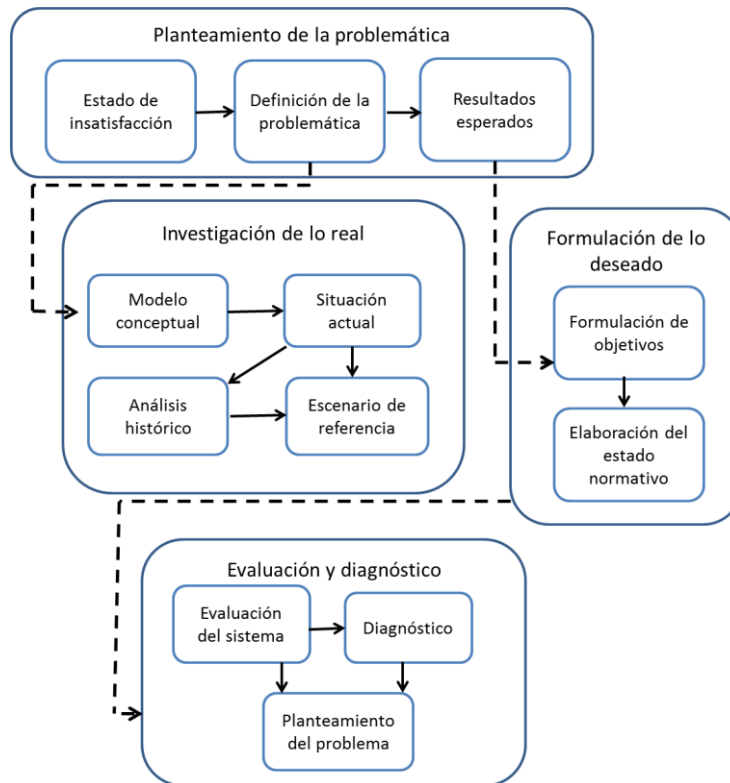 Planteamiento de la problemática
Estado de
insatisfacción
Definición de la
problemática
Resultados
esperados
Investigación de lo real
Modelo
conceptual
Situación
actual
Análisis
histórico
Escenario de
referencia
Formulación de lo
deseado
Formulación de
objetivos
Elaboración del
estado
normativo
Evaluación y diagnóstico
Evaluación
del sistema
Diagnóstico
Planteamiento
del problema